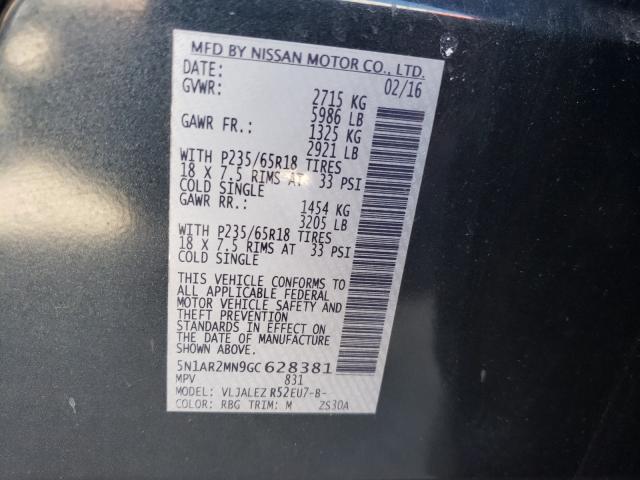 MFD BY NISSAN MOTOR CO., LTD.
DATE: 02/16
GVWR: 2715 KG
5986 LB
GAWR FR.: 1325 KG
2921 LB
WITH P235/65R18 TIRES
18 X 7.5 RIMS AT 33 PSI
COLD SINGLE
GAWR RR.: 1454 KG
3205 LB
WITH P235/65R18 TIRES
18 X 7.5 RIMS AT 33 PSI
COLD SINGLE
THIS VEHICLE CONFORMS TO
ALL APPLICABLE FEDERAL
MOTOR VEHICLE SAFETY AND
THEFT PREVENTION
STANDARDS IN EFFECT ON
THE DATE OF MANUFACTURE
SHOWN ABOVE.
5N1AR2MN9GC628381
MPV 831
MODEL: VLJALEZ R52EU7-B-
COLOR: RBG TRIM: M ZS30A